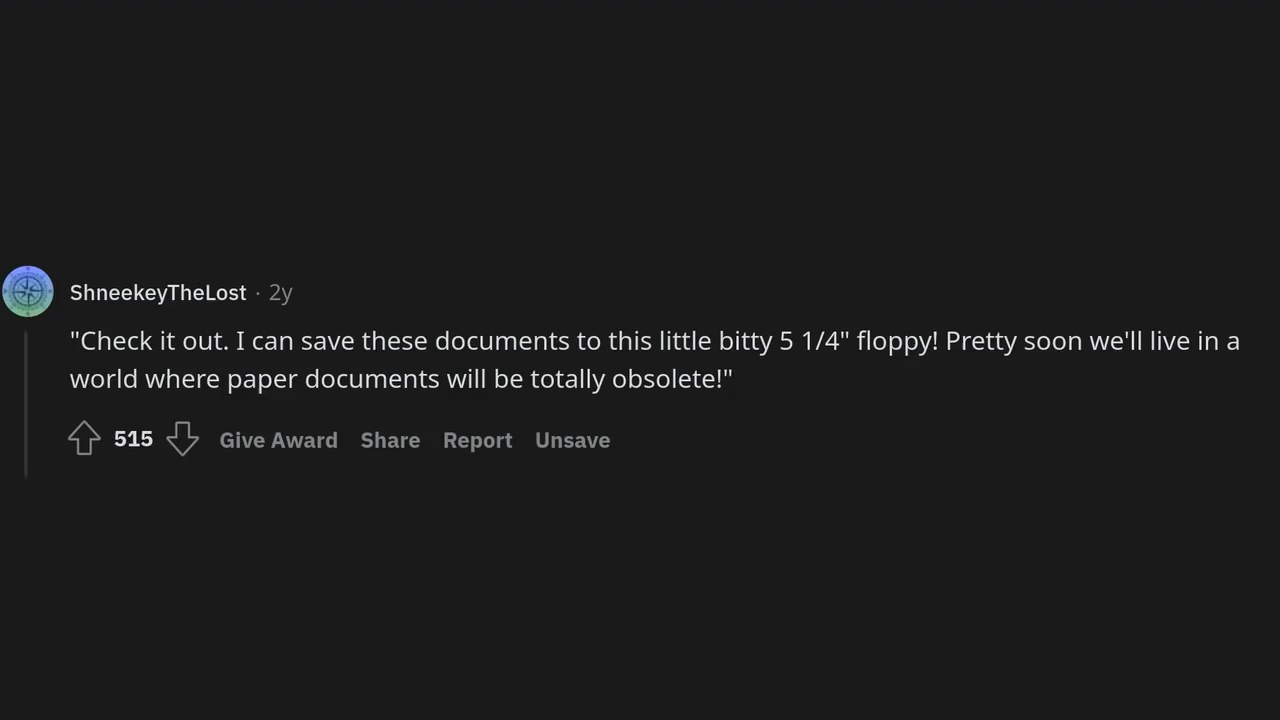 ShneekeyTheLost · 2y
"Check it out. I can save these documents to this little bitty 5 1/4" floppy! Pretty soon we'll live in a
world where paper documents will be totally obsolete!"
515 Give Award Share Report Unsave